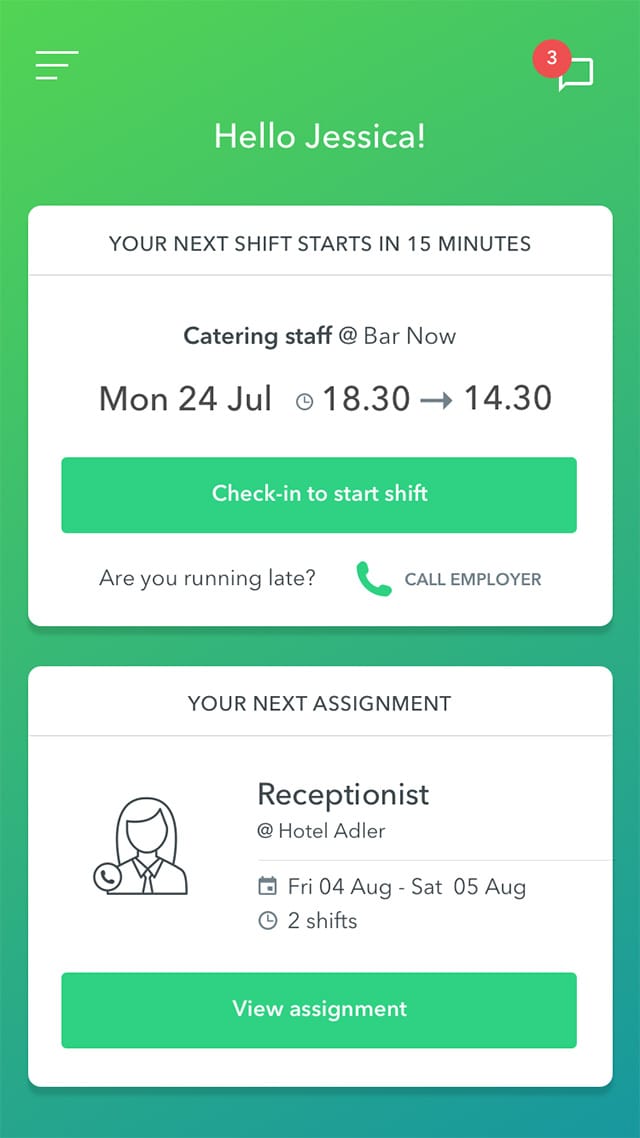 3
Hello Jessica!
YOUR NEXT SHIFT STARTS IN 15 MINUTES
Catering staff @ Bar Now
Mon 24 Jul 18.30 → 14.30
Check-in to start shift
Are you running late? CALL EMPLOYER
YOUR NEXT ASSIGNMENT
Receptionist
@ Hotel Adler
Fri 04 Aug - Sat 05 Aug
2 shifts
View assignment